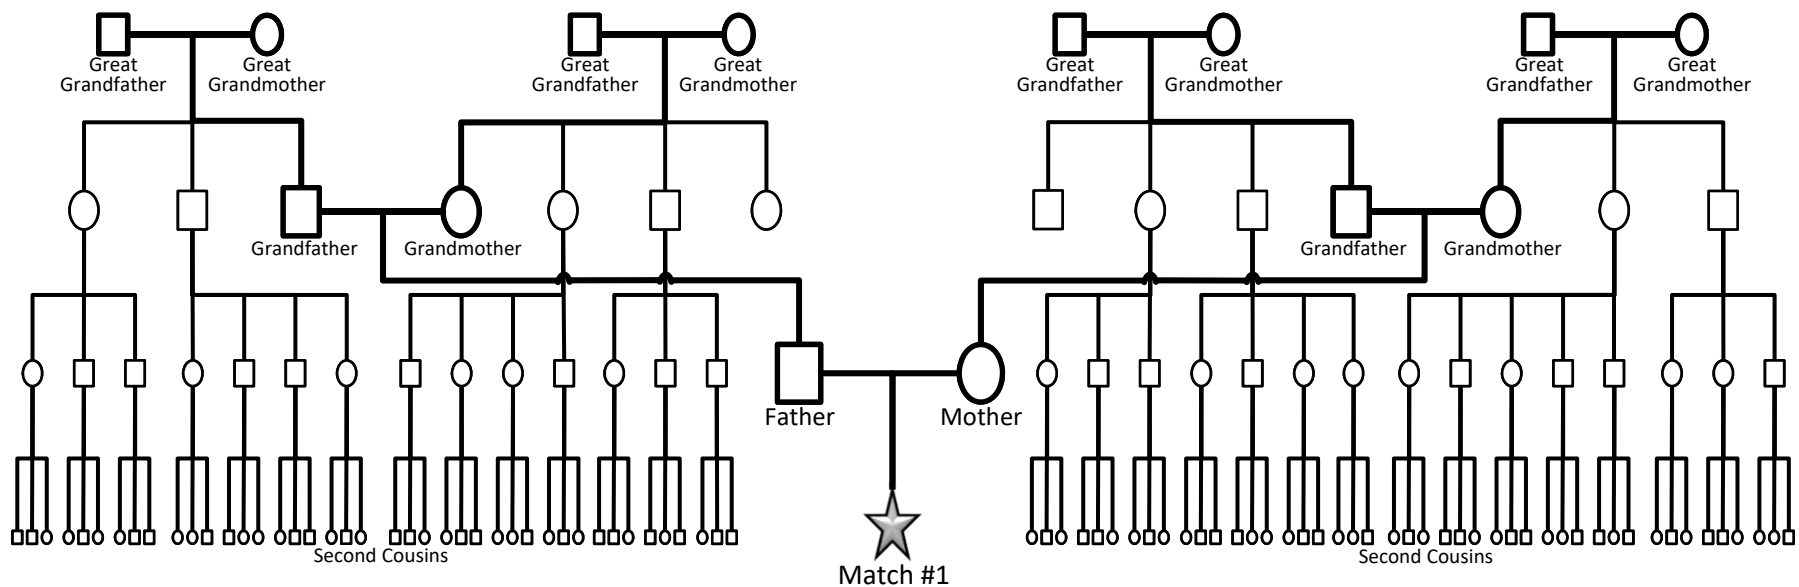 Great Grandfather
Great Grandmother
Great Grandfather
Great Grandmother
Great Grandfather
Great Grandmother
Great Grandfather
Great Grandmother
Grandfather
Grandmother
Grandfather
Grandmother
Father
Mother
Second Cousins
Second Cousins
Match #1